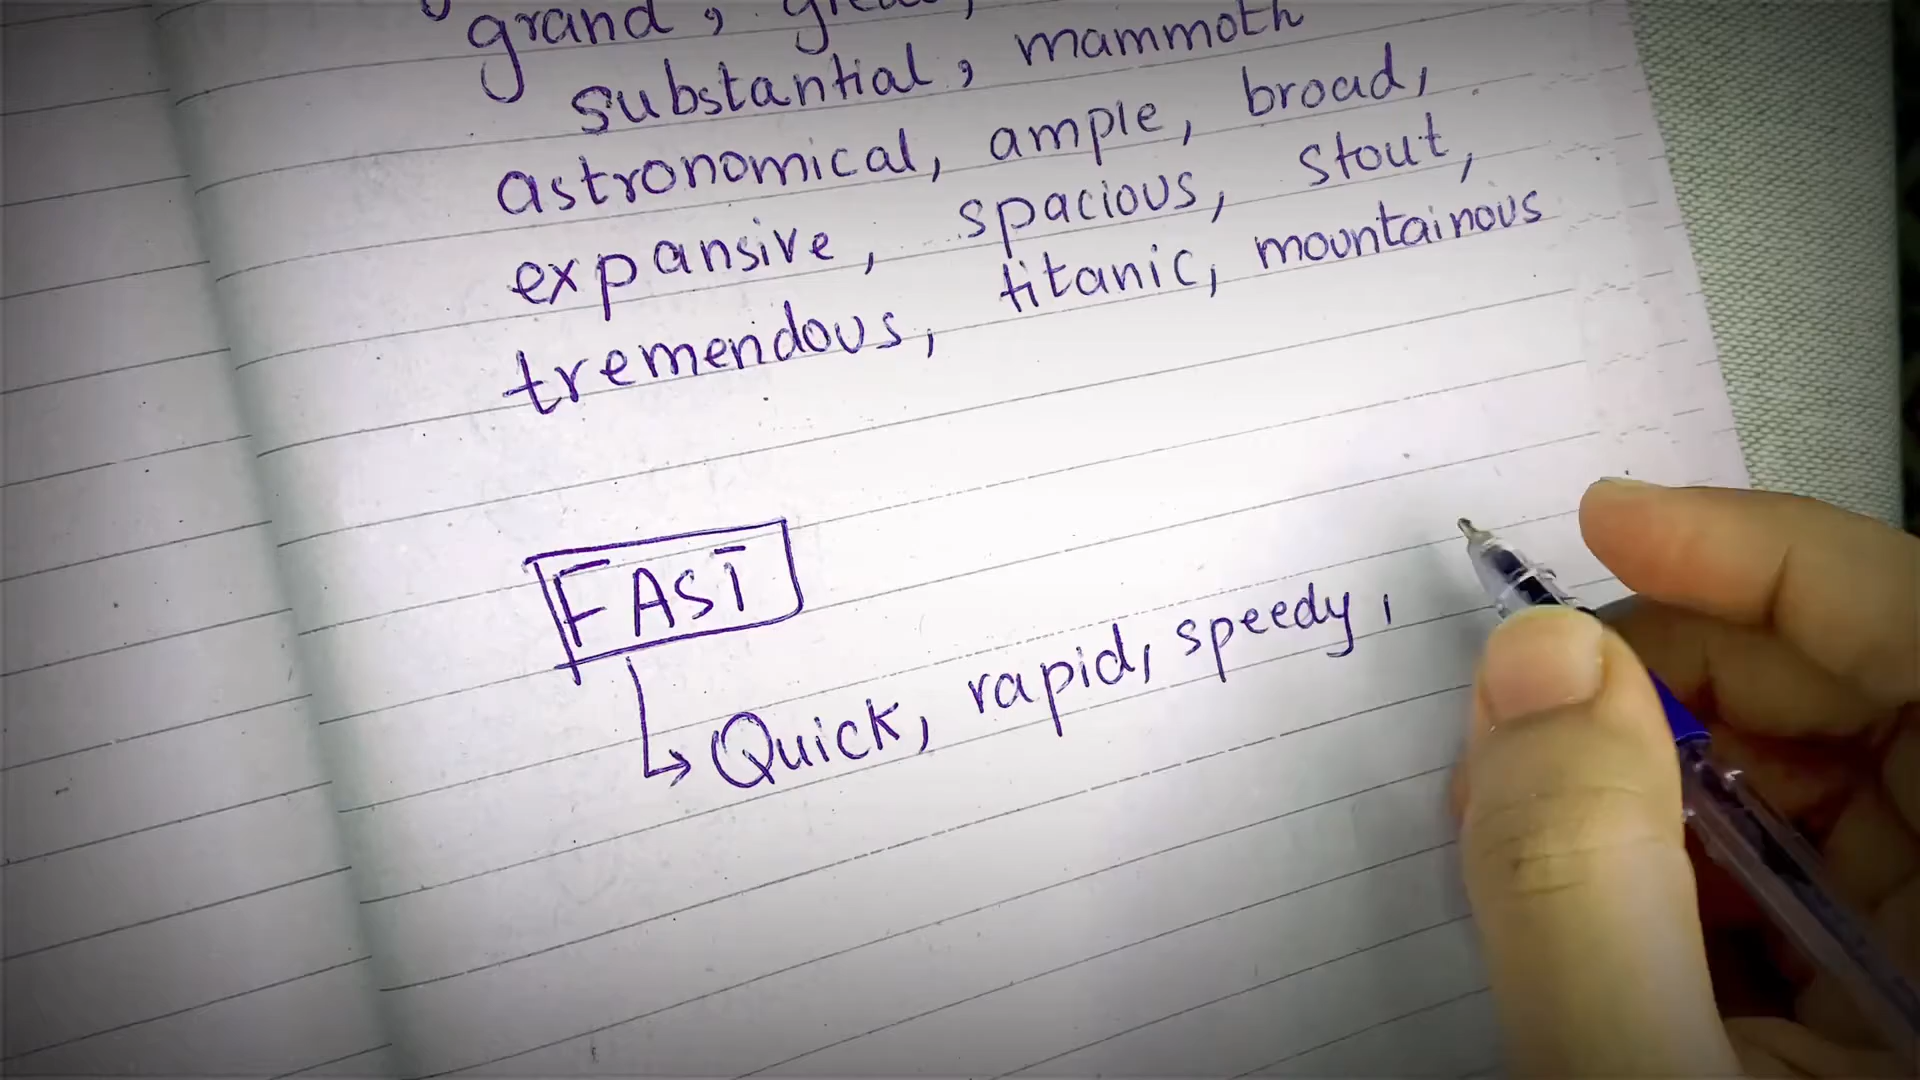 grand,
substantial, mammoth
astronomical, ample, broad,
expansive, spacious, stout,
tremendous, titanic, mountainous
FAST
Quick, rapid, speedy,